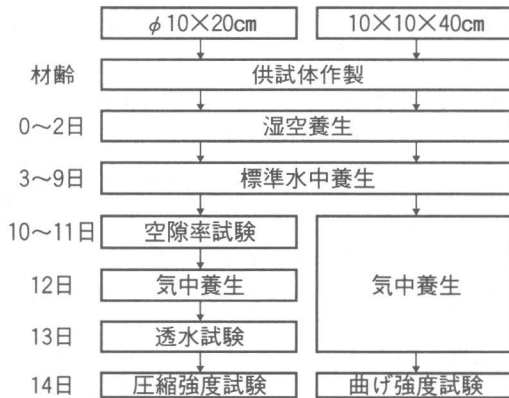 φ10×20cm 10×10×40cm
材齢 供試体作製
0～2日 湿空養生
3～9日 標準水中養生
10～11日 空隙率試験
12日 気中養生 気中養生
13日 透水試験
14日 圧縮強度試験 曲げ強度試験